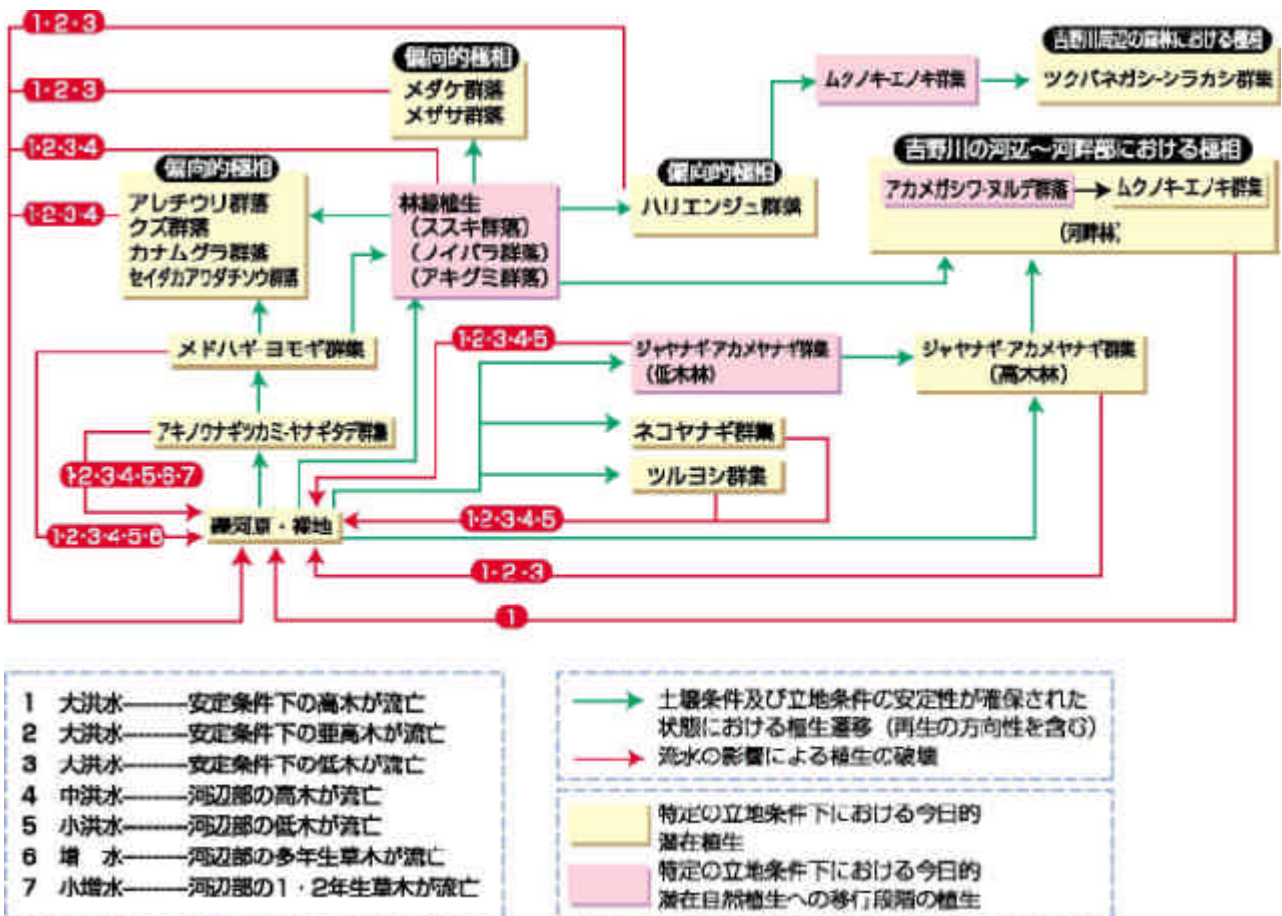 1・2・3
偏向的極相
メダケ群落
メザサ群落
1・2・3
1・2・3・4
偏向的極相
アレチウリ群落
クズ群落
カナムグラ群落
セイダカアワダチソウ群落
1・2・3・4
林縁植生
(ススキ群落)
(ノイバラ群落)
(アキグミ群落)
偏向的極相
ハリエンジュ群落
ムクノキ-エノキ群集
吉野川周辺の森林における極相
ツクバネガシ-シラカシ群集
吉野川の河辺～河畔部における極相
アカメガシワ-ヌルデ群落
ムクノキ-エノキ群集
(河畔林)
メドハギ-ヨモギ群集
アキノウナギツカミ-ヤナギタデ群集
1・2・3・4・5・6・7
1・2・3・4・5・6
礫河原・裸地
1・2・3・4・5
ジャヤナギ-アカメヤナギ群集
(低木林)
ジャヤナギ-アカメヤナギ群集
(高木林)
ネコヤナギ群集
ツルヨシ群集
1・2・3・4・5
1・2・3
1
1 大洪水――安定条件下の高木が流亡
2 大洪水――安定条件下の亜高木が流亡
3 大洪水――安定条件下の低木が流亡
4 中洪水――河辺部の高木が流亡
5 小洪水――河辺部の低木が流亡
6 増 水――河辺部の多年生草木が流亡
7 小増水――河辺部の1・2年生草木が流亡
土壌条件及び立地条件の安定性が確保された
状態における植生遷移(再生の方向性を含む)
流水の影響による植生の破壊
特定の立地条件下における今日的
潜在植生
特定の立地条件下における今日的
潜在自然植生への移行段階の植生